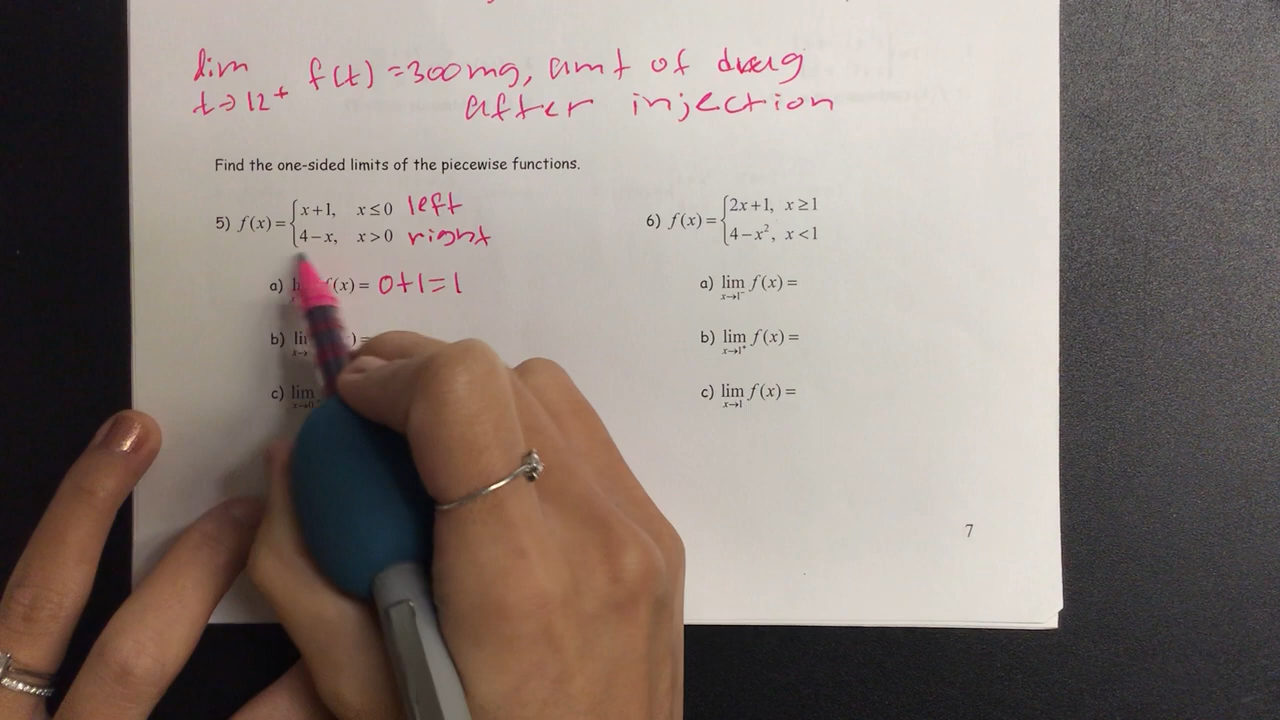 lim f(t) = 300mg, amt of drug
t→12⁺ after injection
Find the one-sided limits of the piecewise functions.
5) f(x) = { x+1, x≤0 left
4−x, x>0 right
6) f(x) = { 2x+1, x≥1
4−x², x<1
a) f(x) = 0+1=1
b)
c) lim
a) lim x→1⁻ f(x) =
b) lim x→1⁺ f(x) =
c) lim x→1 f(x) =
7